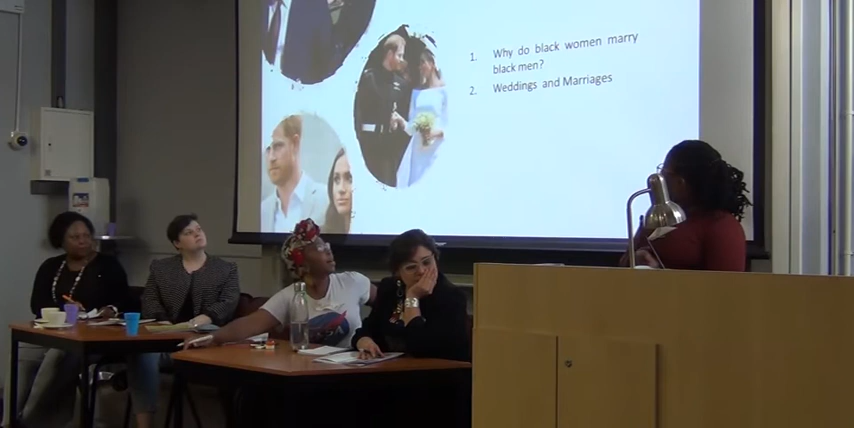 1. Why do black women marry
black men?
2. Weddings and Marriages